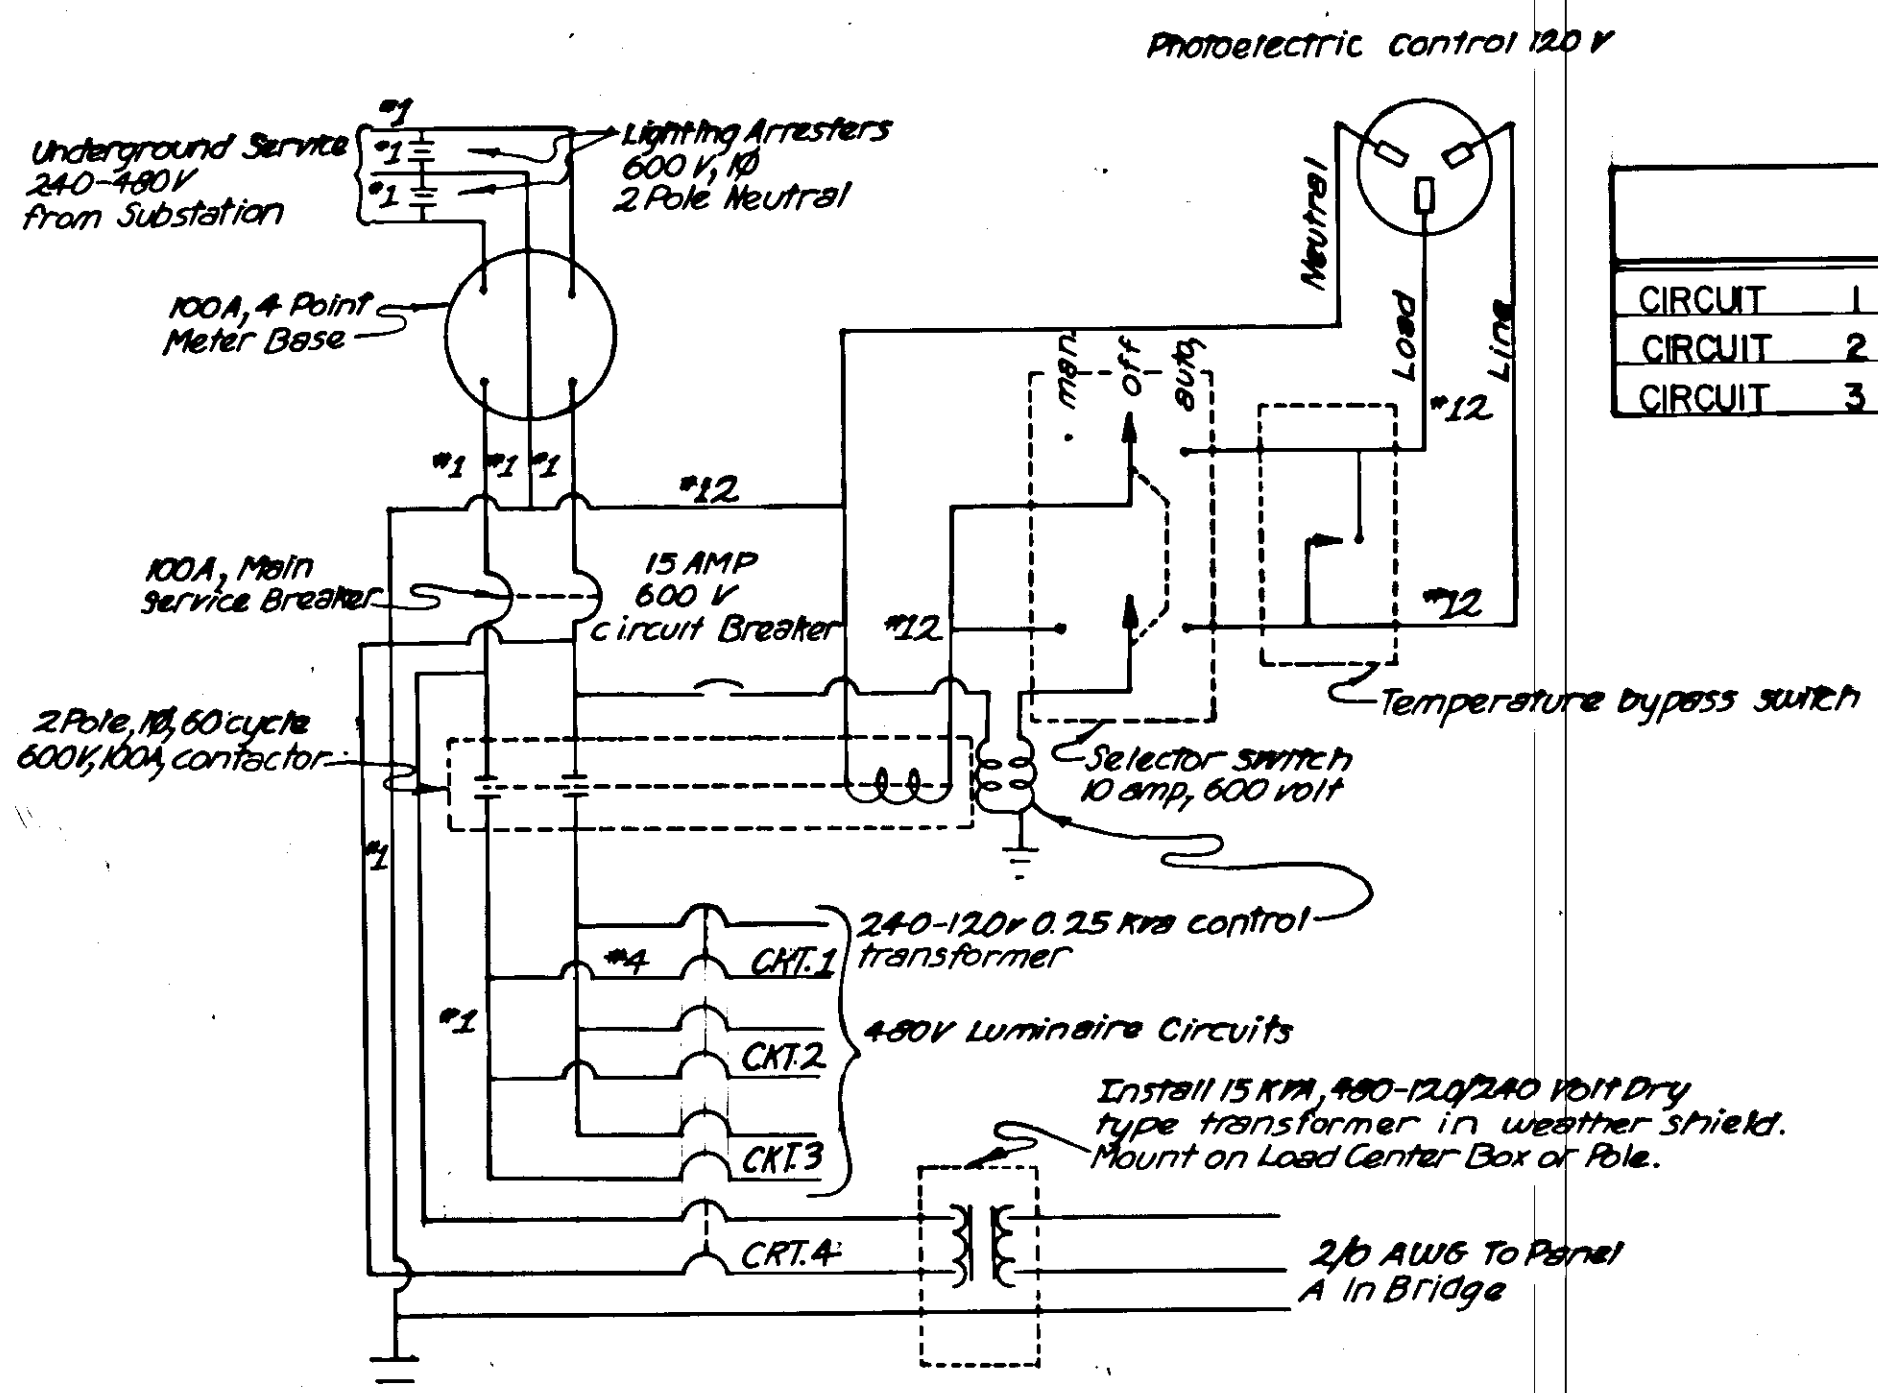 Photoelectric Control 120 V
#1
Underground Service
#1
240-480V
#1
from Substation
Lighting Arresters
600 V, 1Ø
2 Pole Neutral
Neutral
Load
Line
CIRCUIT 1
CIRCUIT 2
CIRCUIT 3
100A, 4 Point
Meter Base
man.
off
auto,
#12
#1 #1 #1
#12
100A, Main
Service Breaker
15 AMP
600 V
circuit Breaker
#12
#12
Temperature bypass switch
2 Pole, 1Ø, 60 cycle
600V, 100A, contactor
Selector switch
10 amp, 600 volt
#1
240-120v 0.25 Kva control
transformer
#4
CKT. 1
#1
480V Luminaire Circuits
CKT. 2
Install 15 KVA, 480-120/240 Volt Dry
type transformer in weather shield.
Mount on Load Center Box or Pole.
CKT. 3
CRT. 4
2/0 AWG To Panel
A In Bridge